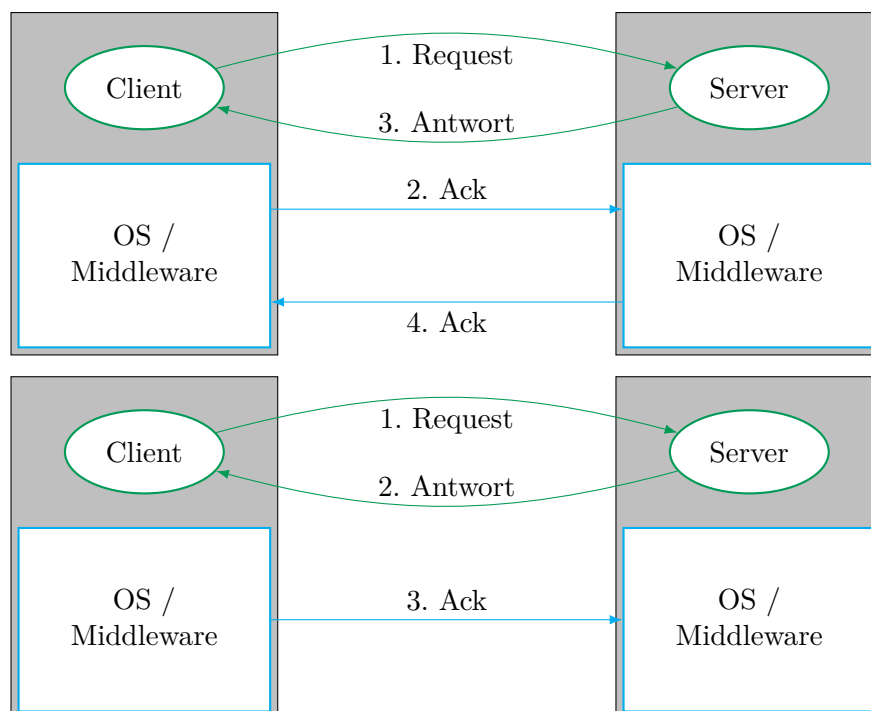 1. Request
Client
Server
3. Antwort
2. Ack
OS /
Middleware
OS /
Middleware
4. Ack
1. Request
Client
Server
2. Antwort
3. Ack
OS /
Middleware
OS /
Middleware